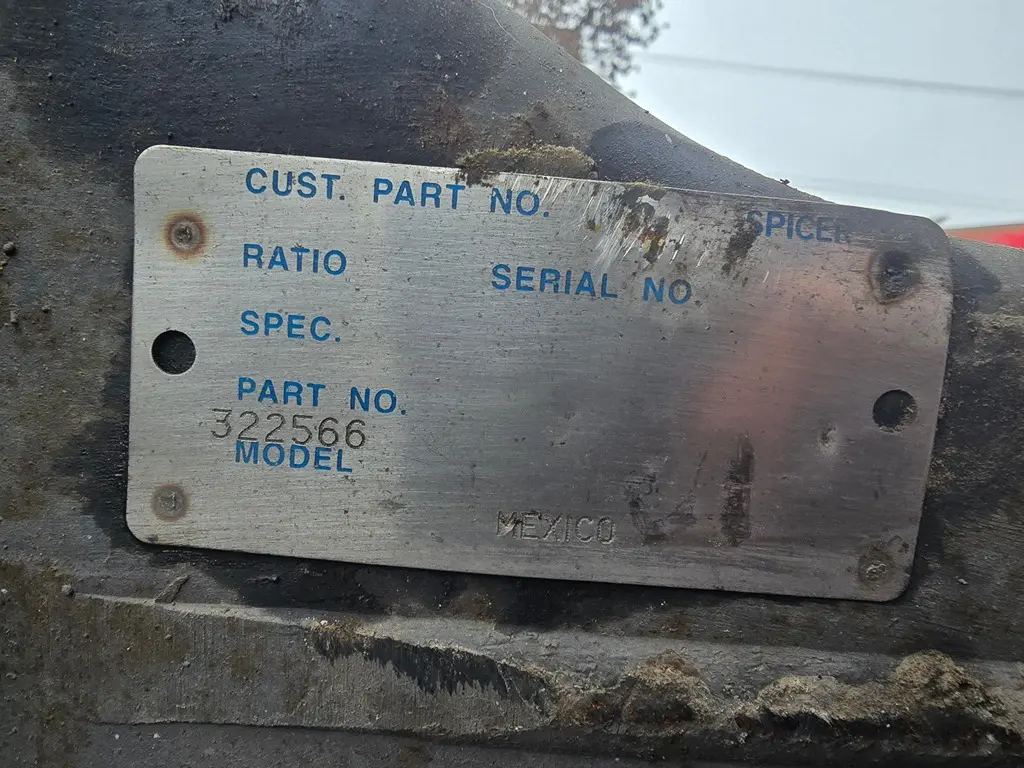 CUST. PART NO.
SPICER
RATIO
SERIAL NO.
SPEC.
PART NO.
322566
MODEL
MEXICO